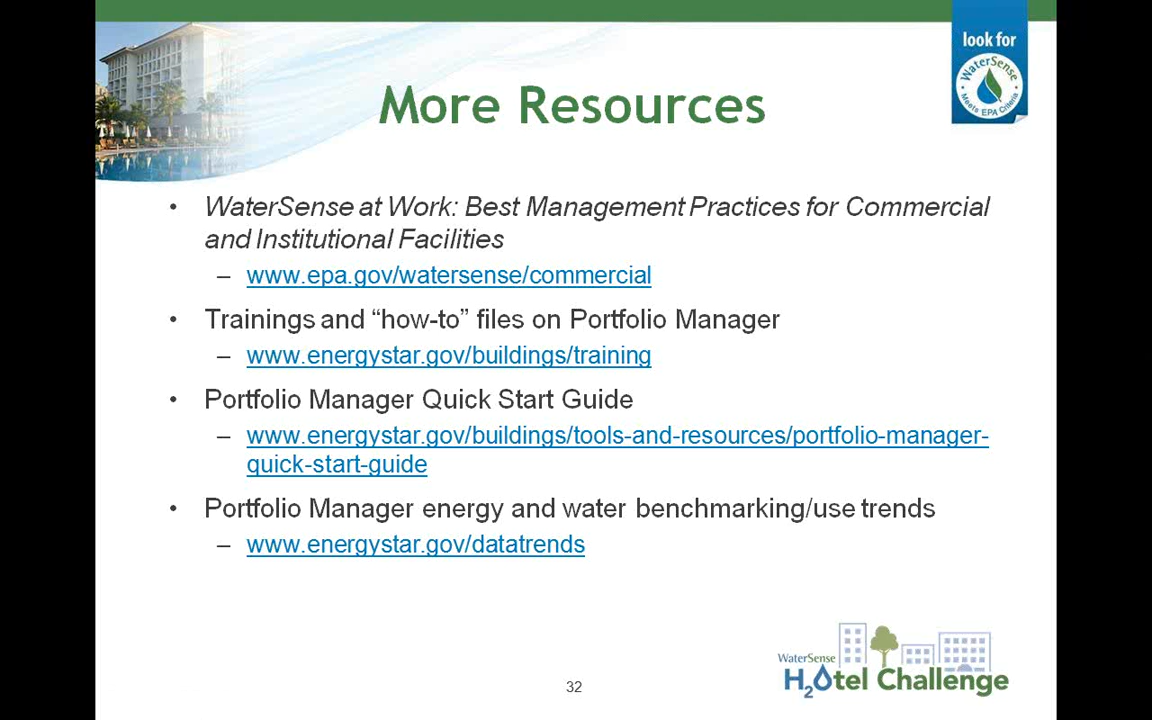 look for
WaterSense
Meets EPA Criteria
More Resources
• WaterSense at Work: Best Management Practices for Commercial
and Institutional Facilities
– www.epa.gov/watersense/commercial
• Trainings and “how-to” files on Portfolio Manager
– www.energystar.gov/buildings/training
• Portfolio Manager Quick Start Guide
– www.energystar.gov/buildings/tools-and-resources/portfolio-manager-
quick-start-guide
• Portfolio Manager energy and water benchmarking/use trends
– www.energystar.gov/datatrends
WaterSense
H2Otel Challenge
32